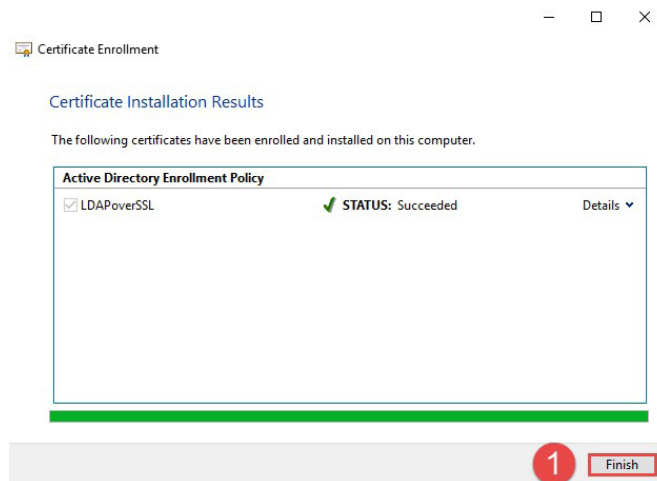 Certificate Enrollment
Certificate Installation Results
The following certificates have been enrolled and installed on this computer.
Active Directory Enrollment Policy
LDAPoverSSL STATUS: Succeeded Details
1 Finish